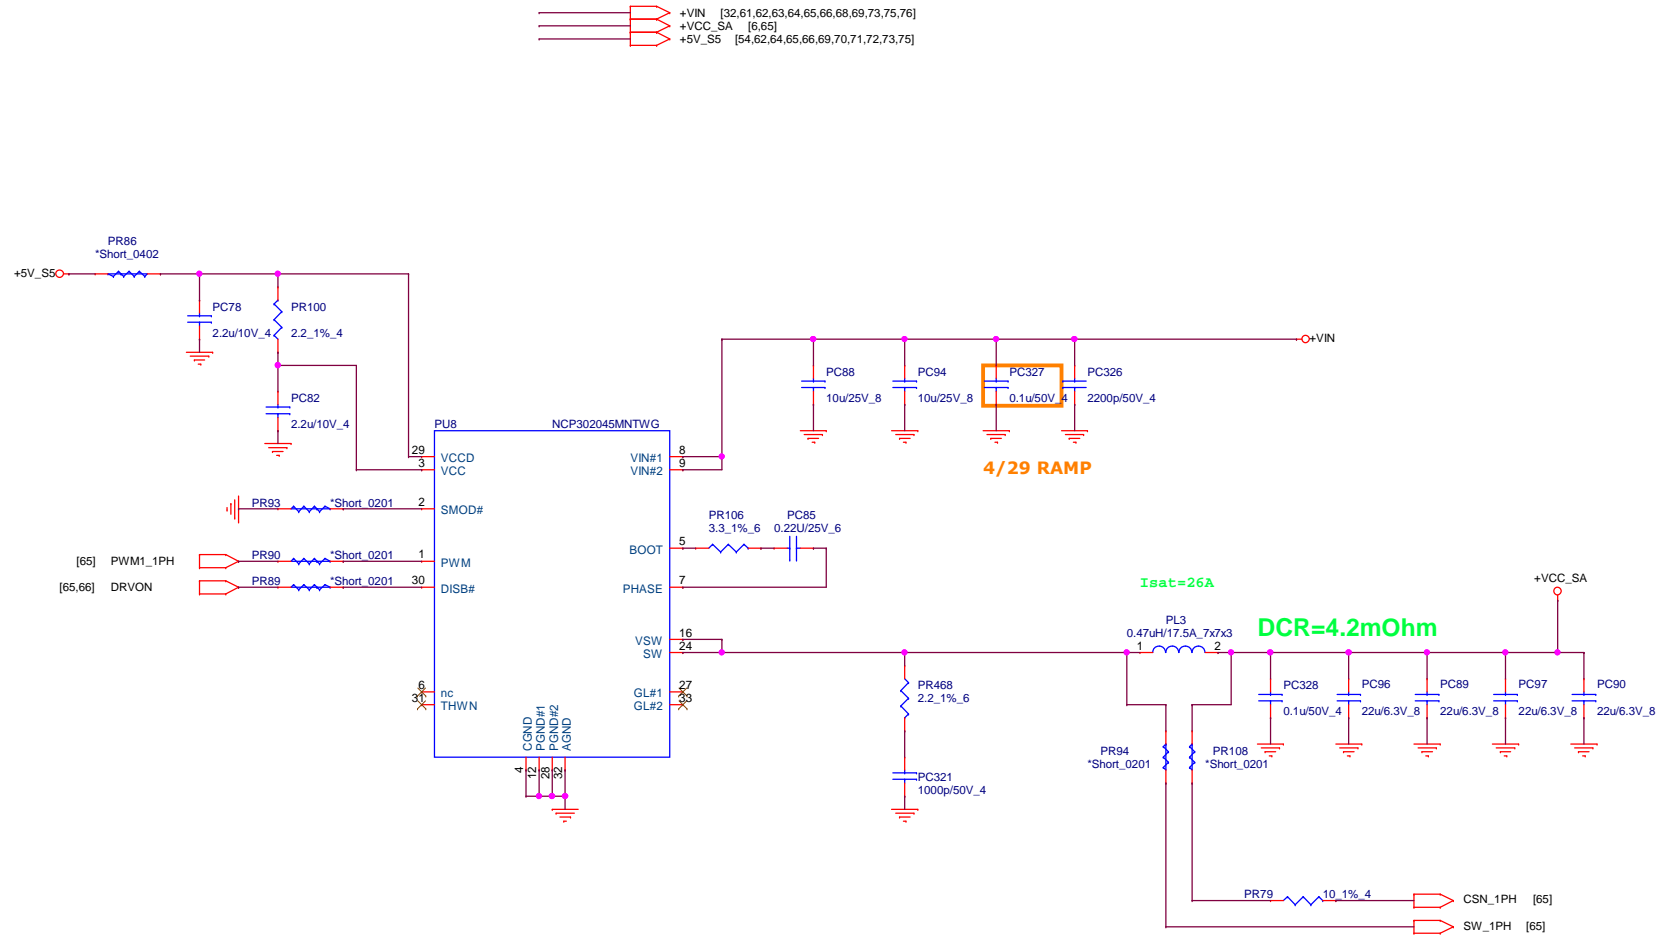 +VIN [32,61,62,63,64,65,66,68,69,73,75,76]
+VCC_SA [6,65]
+5V_S5 [54,62,64,65,66,69,70,71,72,73,75]
PR86
*Short_0402
+5V_S5
PC78
2.2u/10V_4
PR100
2.2_1%_4
PC82
2.2u/10V_4
+VIN
PC88
10u/25V_8
PC94
10u/25V_8
PC327
0.1u/50V_4
PC326
2200p/50V_4
4/29 RAMP
PU8
NCP302045MNTWG
29 VCCD
3 VCC
2 SMOD#
1 PWM
30 DISB#
6 nc
31 THWN
VIN#1 8
VIN#2 9
BOOT 5
PHASE 7
VSW 16
SW 24
GL#1 27
GL#2 33
CGND 4
PGND#1 12
PGND#2 28
AGND 32
PR93 *Short_0201
[65] PWM1_1PH
PR90 *Short_0201
[65,66] DRVON
PR89 *Short_0201
PR106
3.3_1%_6
PC85
0.22U/25V_6
Isat=26A
PL3
0.47uH/17.5A_7x7x3
1 2
DCR=4.2mOhm
+VCC_SA
PR468
2.2_1%_6
PC321
1000p/50V_4
PC328
0.1u/50V_4
PC96
22u/6.3V_8
PC89
22u/6.3V_8
PC97
22u/6.3V_8
PC90
22u/6.3V_8
PR94
*Short_0201
PR108
*Short_0201
PR79 10_1%_4
CSN_1PH [65]
SW_1PH [65]